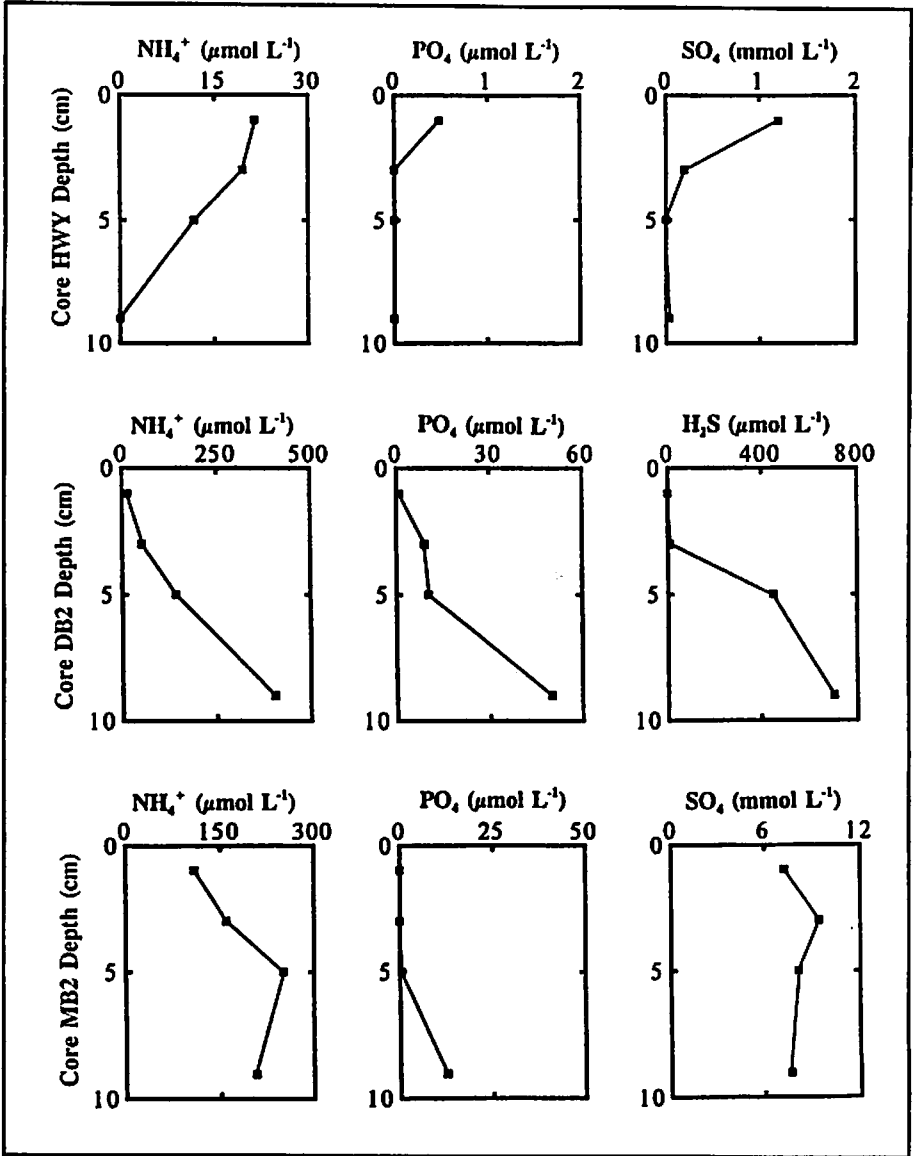 NH₄⁺ (μmol L⁻¹) PO₄ (μmol L⁻¹) SO₄ (mmol L⁻¹)
0 15 30 0 1 2 0 1 2
0 0 0
Core HWY Depth (cm)
5 5 5
10 10 10
NH₄⁺ (μmol L⁻¹) PO₄ (μmol L⁻¹) H₂S (μmol L⁻¹)
0 250 500 0 30 60 0 400 800
0 0 0
Core DB2 Depth (cm)
5 5 5
10 10 10
NH₄⁺ (μmol L⁻¹) PO₄ (μmol L⁻¹) SO₄ (mmol L⁻¹)
0 150 300 0 25 50 0 6 12
0 0 0
Core MB2 Depth (cm)
5 5 5
10 10 10